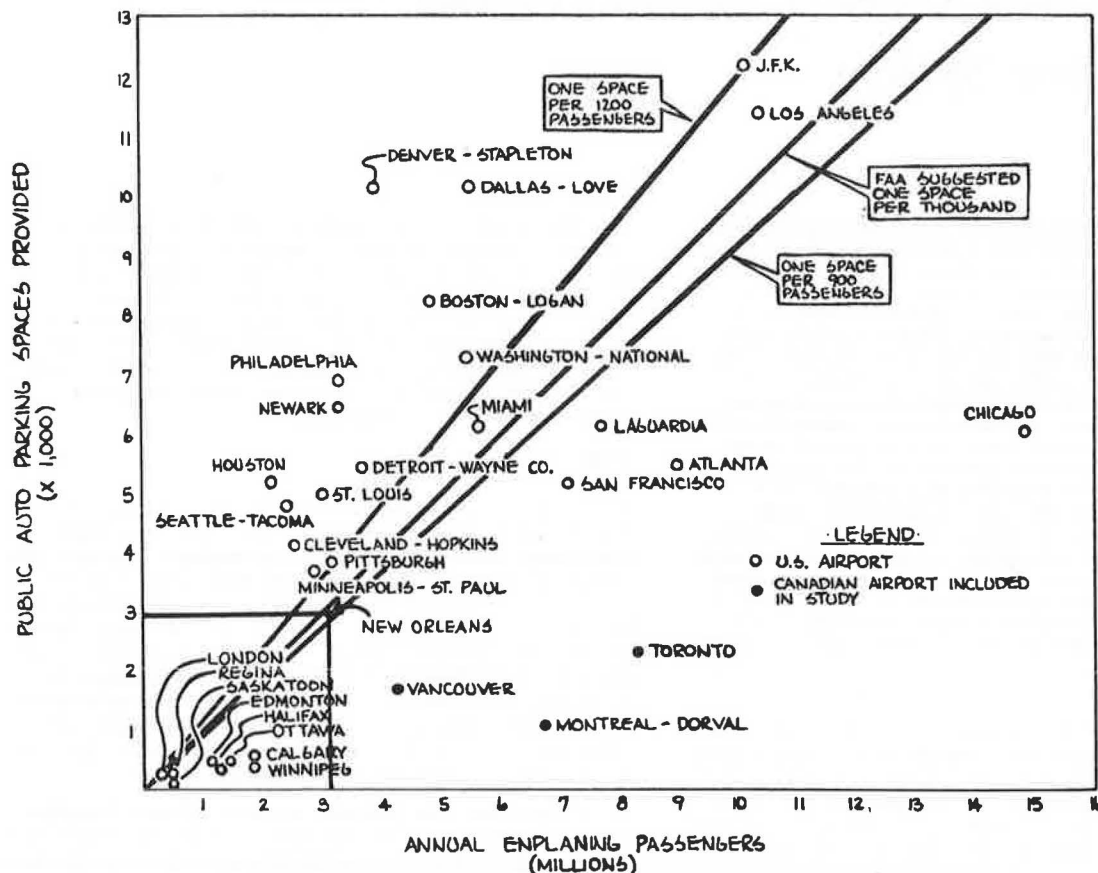 PUBLIC AUTO PARKING SPACES PROVIDED
(X 1,000)
13
12
11
10
9
8
7
6
5
4
3
2
1
J.F.K.
ONE SPACE
PER 1200
PASSENGERS
LOS ANGELES
DENVER - STAPLETON
DALLAS - LOVE
FAA SUGGESTED
ONE SPACE
PER THOUSAND
ONE SPACE
PER 900
PASSENGERS
BOSTON - LOGAN
WASHINGTON - NATIONAL
PHILADELPHIA
NEWARK
MIAMI
LAGUARDIA
CHICAGO
HOUSTON
DETROIT - WAYNE CO.
ATLANTA
ST. LOUIS
SAN FRANCISCO
SEATTLE-TACOMA
CLEVELAND - HOPKINS
PITTSBURGH
MINNEAPOLIS - ST. PAUL
NEW ORLEANS
·LEGEND·
U.S. AIRPORT
CANADIAN AIRPORT INCLUDED
IN STUDY
LONDON
REGINA
SASKATOON
EDMONTON
HALIFAX
OTTAWA
CALGARY
WINNIPEG
TORONTO
VANCOUVER
MONTREAL - DORVAL
1 2 3 4 5 6 7 8 9 10 11 12. 13 14 15 16
ANNUAL ENPLANING PASSENGERS
(MILLIONS)